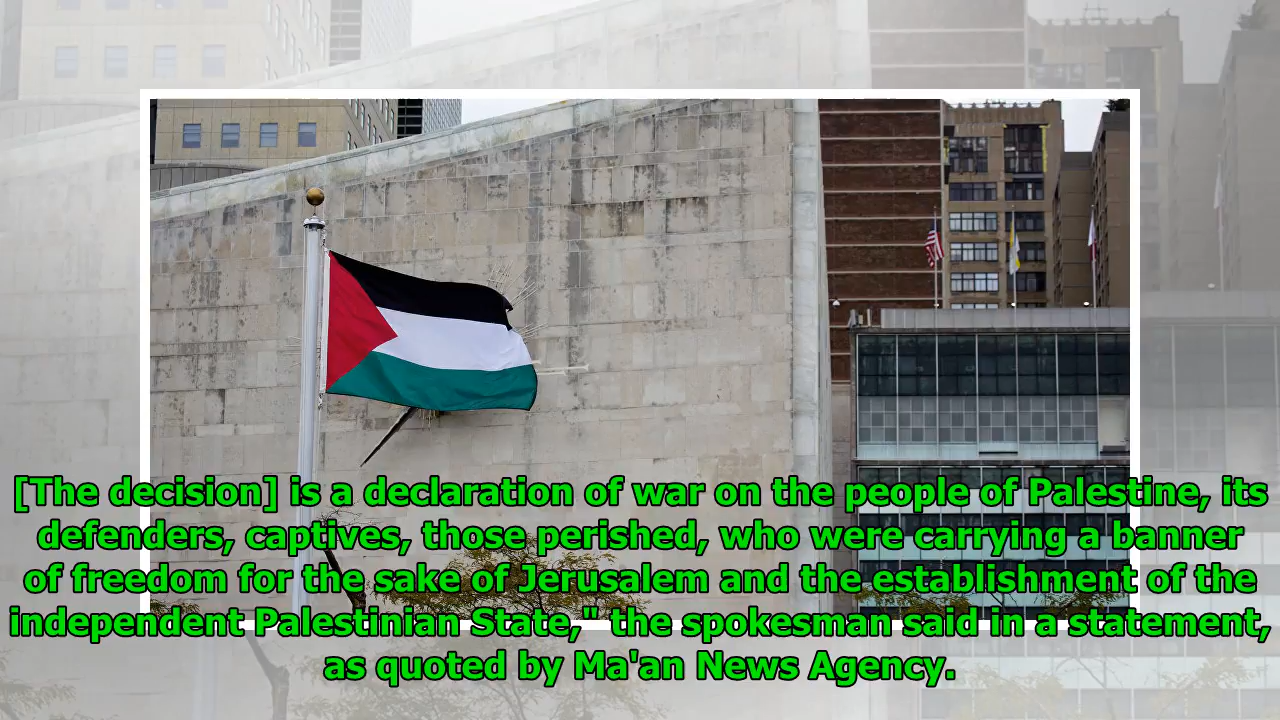 [The decision] is a declaration of war on the people of Palestine, its
defenders, captives, those perished, who were carrying a banner
of freedom for the sake of Jerusalem and the establishment of the
independent Palestinian State," the spokesman said in a statement,
as quoted by Ma'an News Agency.